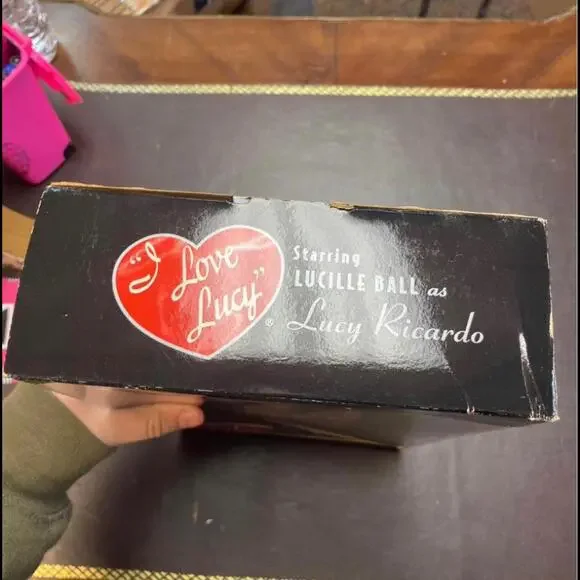 "I
Love
Lucy"
®
Starring
LUCILLE BALL as
Lucy Ricardo